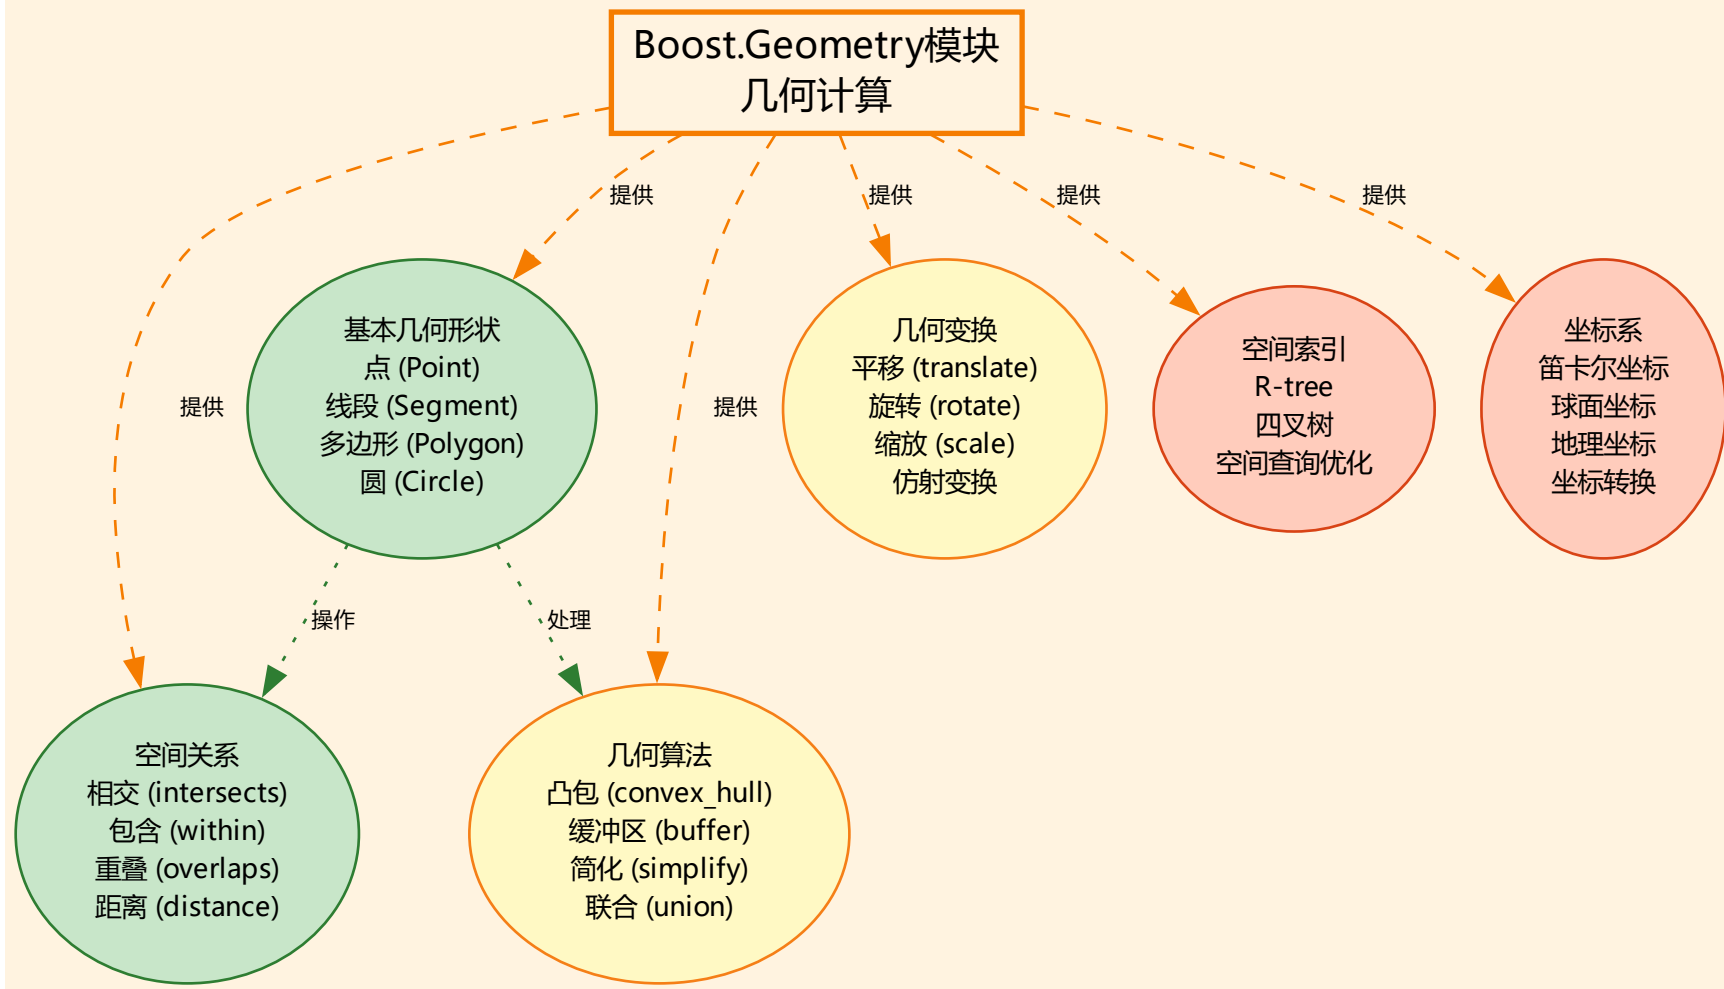 Boost.Geometry模块
几何计算
提供
提供
提供
提供
基本几何形状
点 (Point)
线段 (Segment)
多边形 (Polygon)
圆 (Circle)
几何变换
平移 (translate)
旋转 (rotate)
缩放 (scale)
仿射变换
空间索引
R-tree
四叉树
空间查询优化
坐标系
笛卡尔坐标
球面坐标
地理坐标
坐标转换
提供
提供
操作
处理
空间关系
相交 (intersects)
包含 (within)
重叠 (overlaps)
距离 (distance)
几何算法
凸包 (convex_hull)
缓冲区 (buffer)
简化 (simplify)
联合 (union)